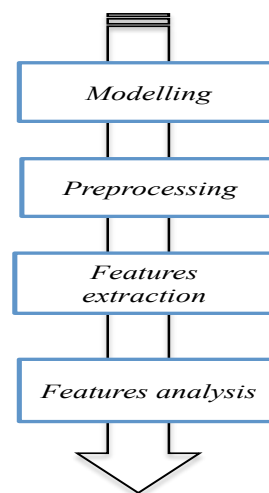 Modelling
Preprocessing
Features
extraction
Features analysis